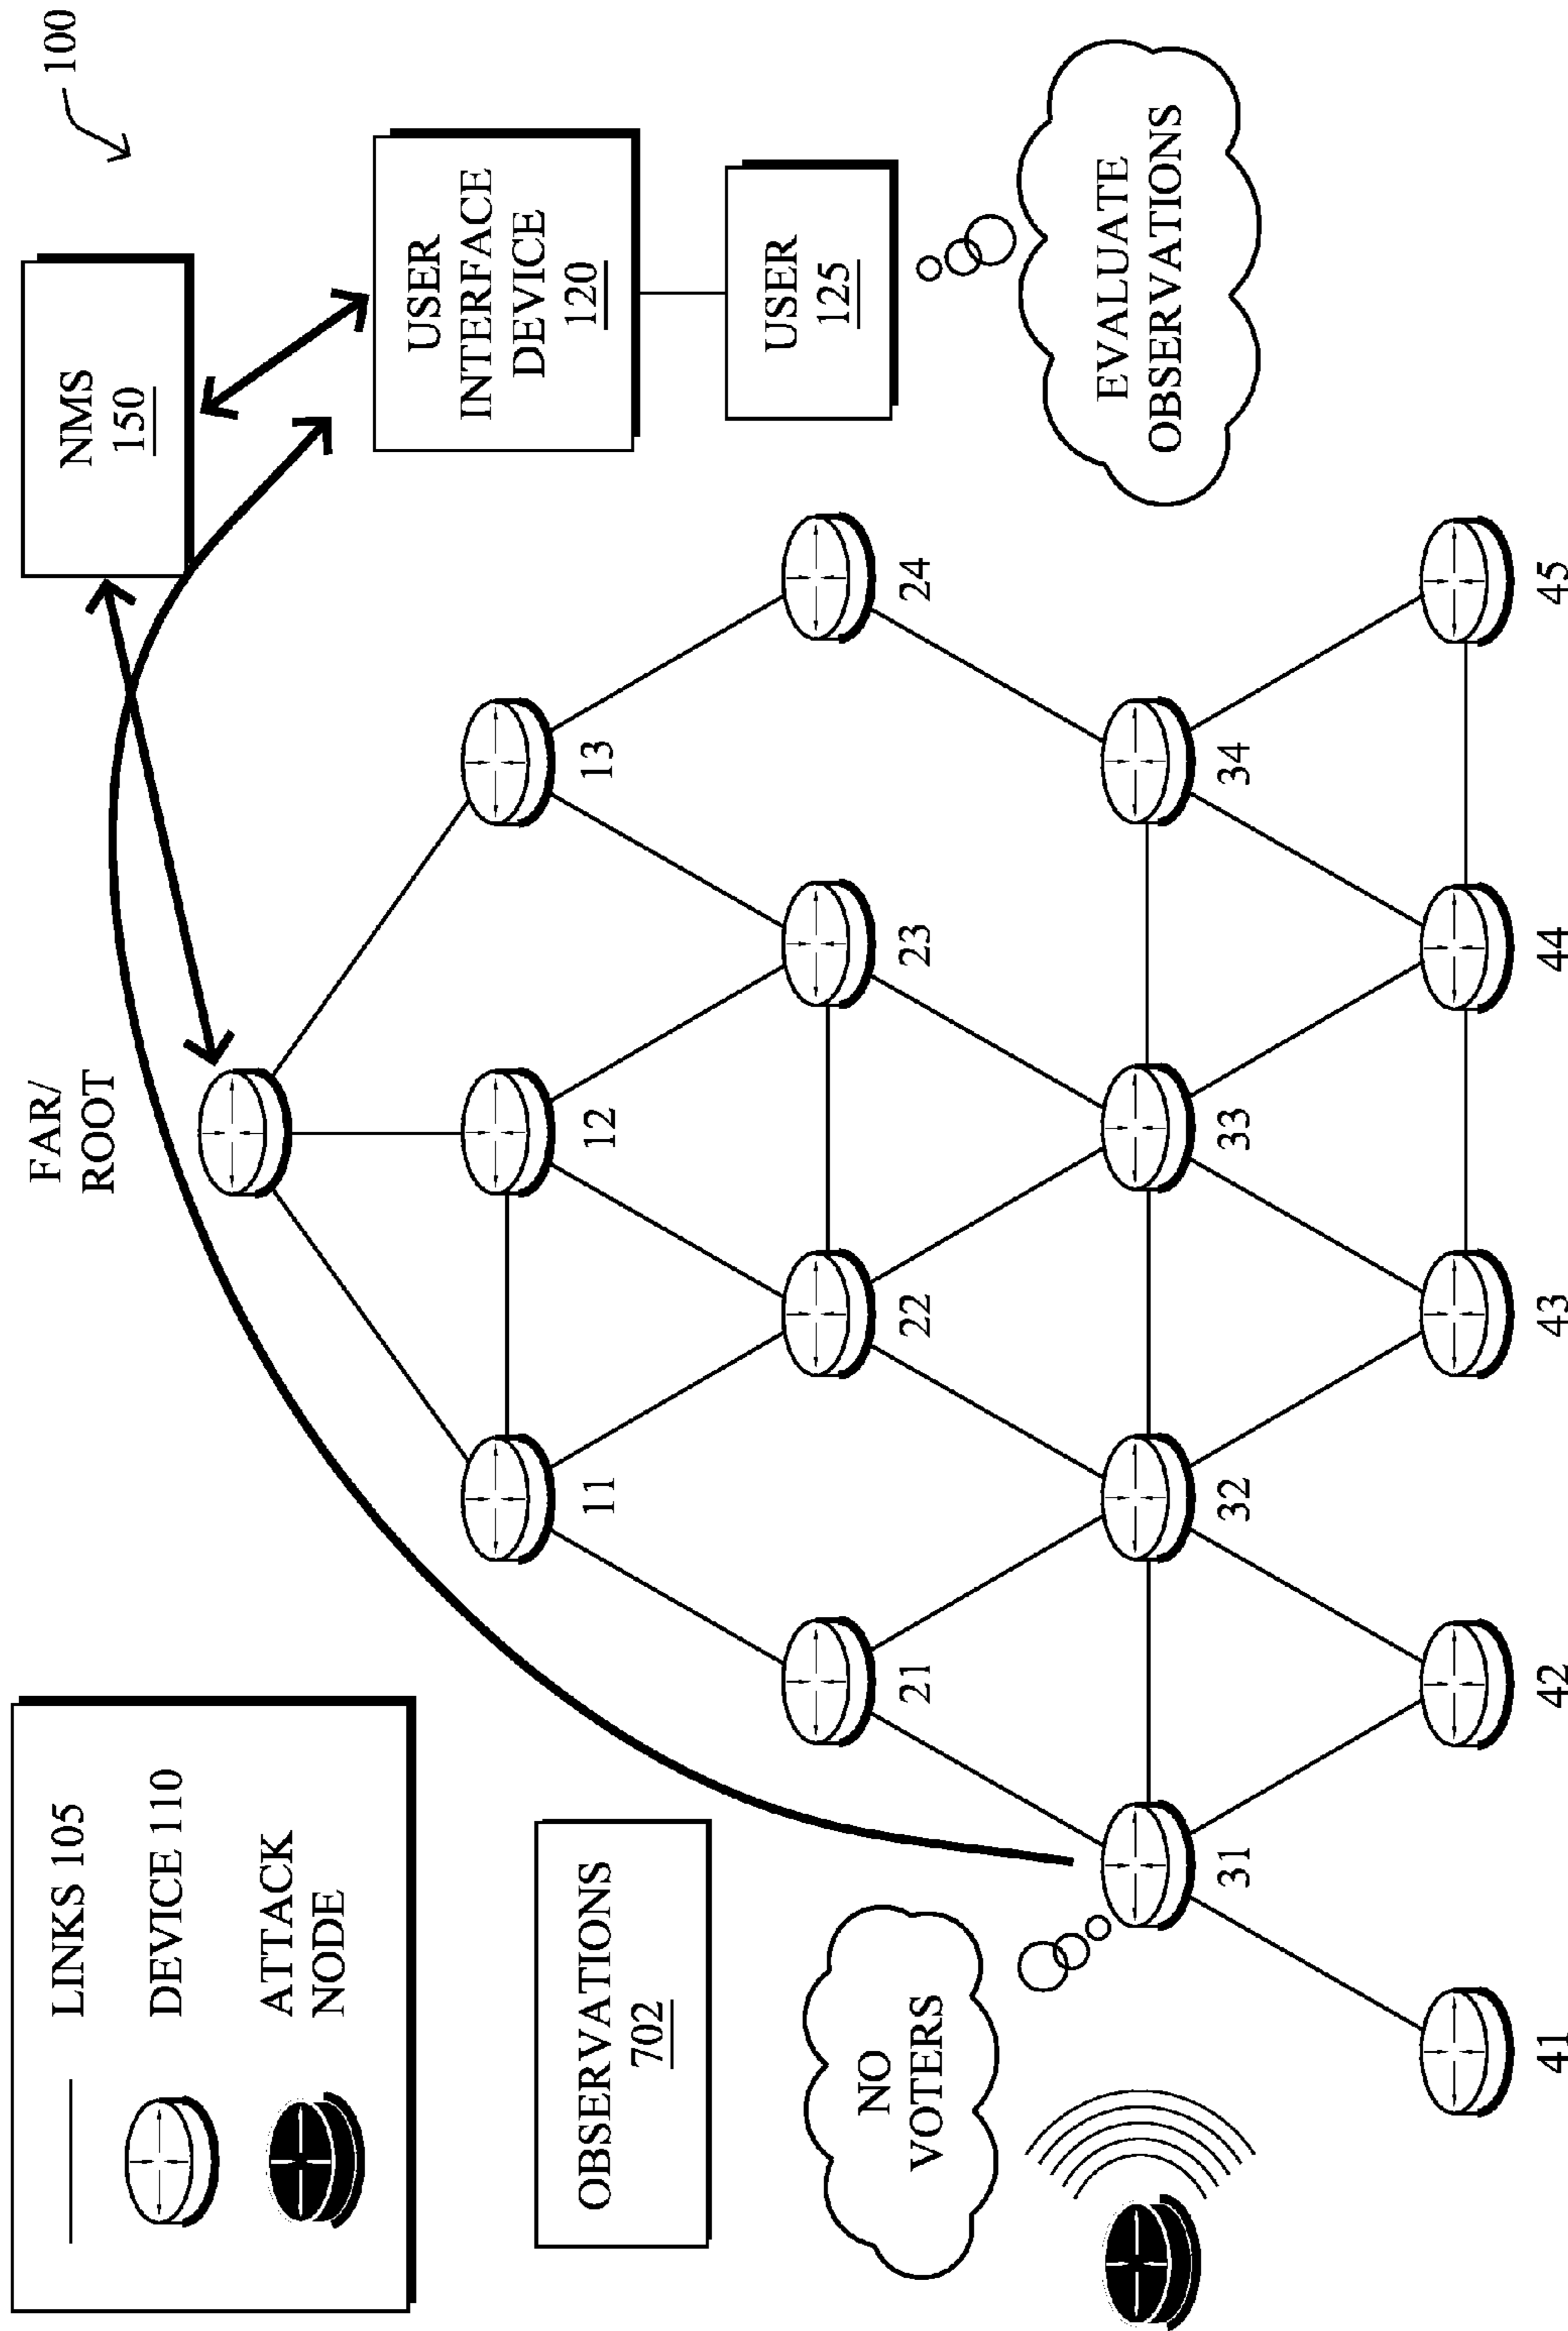 100
LINKS 105
DEVICE 110
ATTACK
NODE
FAR/
ROOT
NMS
150
USER
INTERFACE
DEVICE
120
USER
125
EVALUATE
OBSERVATIONS
OBSERVATIONS
702
NO
VOTERS
11
12
13
21
22
23
24
31
32
33
34
41
42
43
44
45